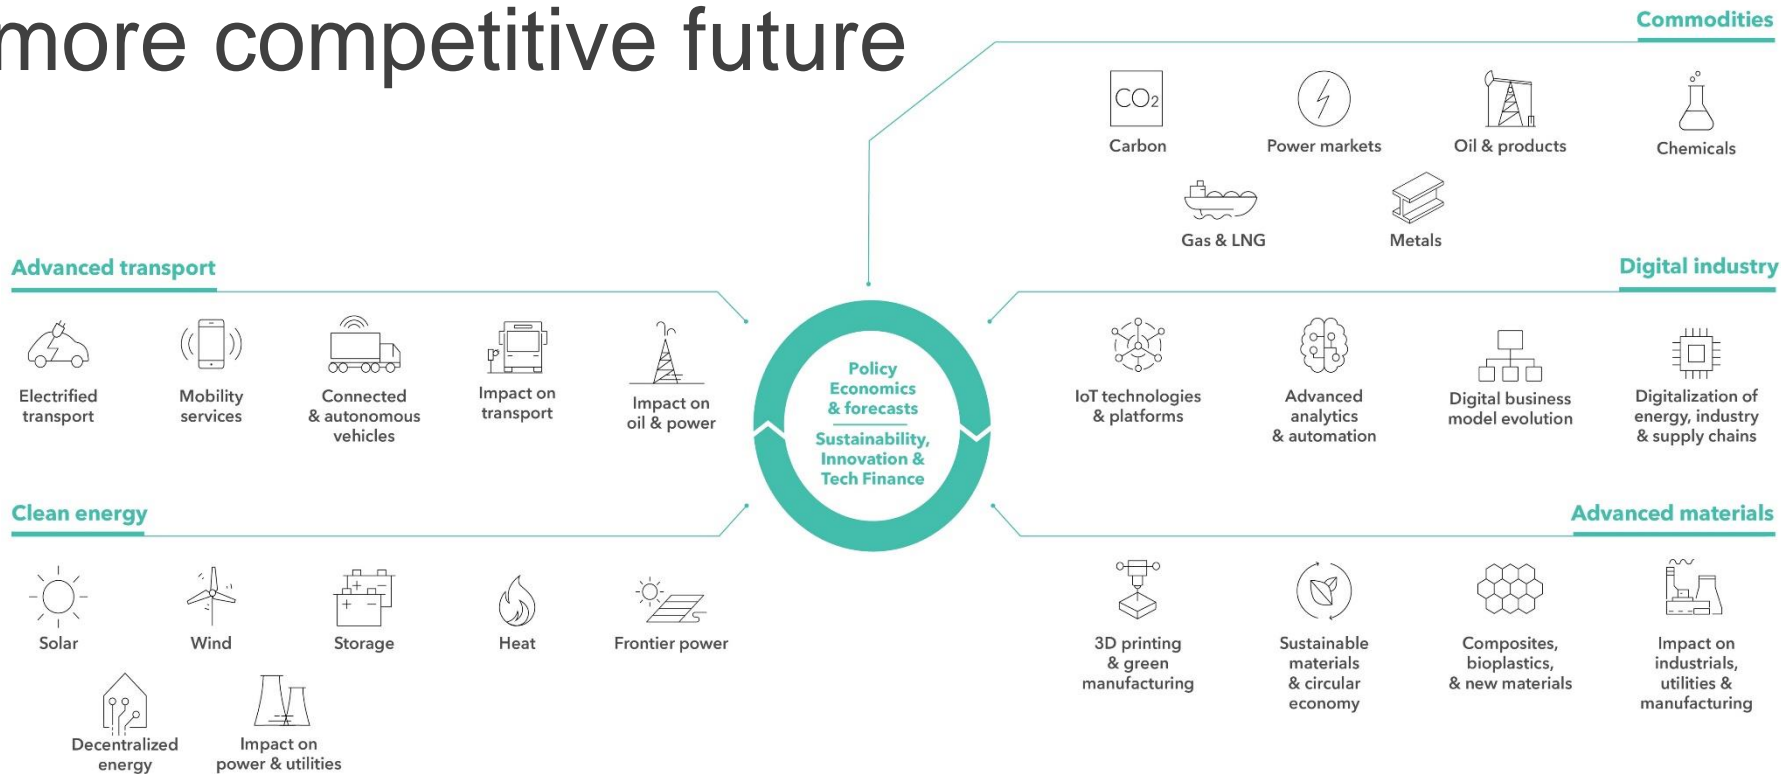 more competitive future
Commodities
CO2
Carbon
Power markets
Oil & products
Chemicals
Gas & LNG
Metals
Advanced transport
Electrified
transport
Mobility
services
Connected
& autonomous
vehicles
Impact on
transport
Impact on
oil & power
Policy
Economics
& forecasts
Sustainability,
Innovation &
Tech Finance
Digital industry
IoT technologies
& platforms
Advanced
analytics
& automation
Digital business
model evolution
Digitalization of
energy, industry
& supply chains
Clean energy
Solar
Wind
Storage
Heat
Frontier power
Decentralized
energy
Impact on
power & utilities
Advanced materials
3D printing
& green
manufacturing
Sustainable
materials
& circular
economy
Composites,
bioplastics,
& new materials
Impact on
industrials,
utilities &
manufacturing